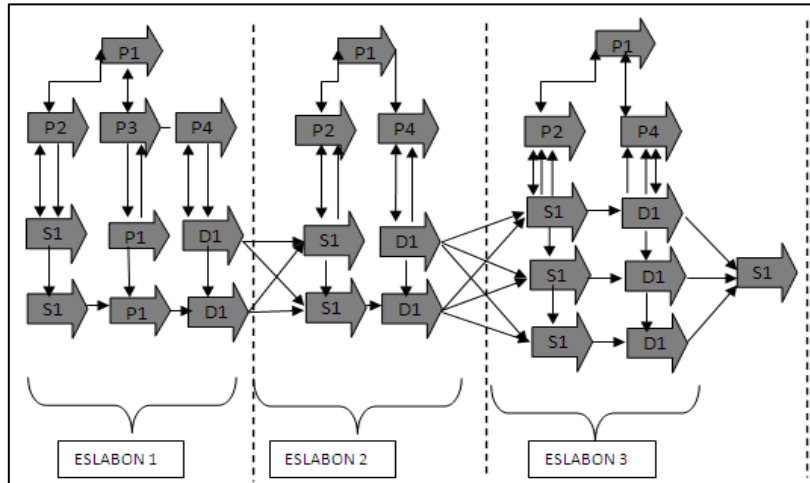 P1 P1 P1
P2 P3 P4 P2 P4 P2 P4
S1 P1 D1 S1 D1 S1 D1
S1 D1 S1
S1 P1 D1 S1 D1
S1 D1
ESLABON 1 ESLABON 2 ESLABON 3